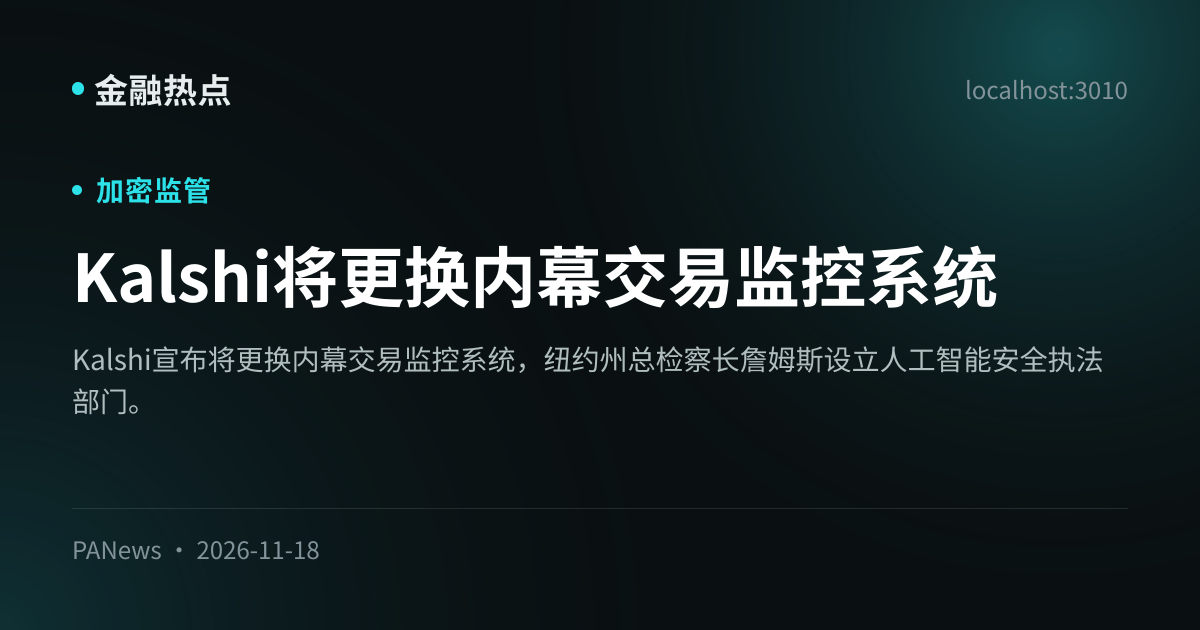 金融热点
localhost:3010
加密监管
Kalshi将更换内幕交易监控系统
Kalshi宣布将更换内幕交易监控系统，纽约州总检察长詹姆斯设立人工智能安全执法
部门。
PANews • 2026-11-18